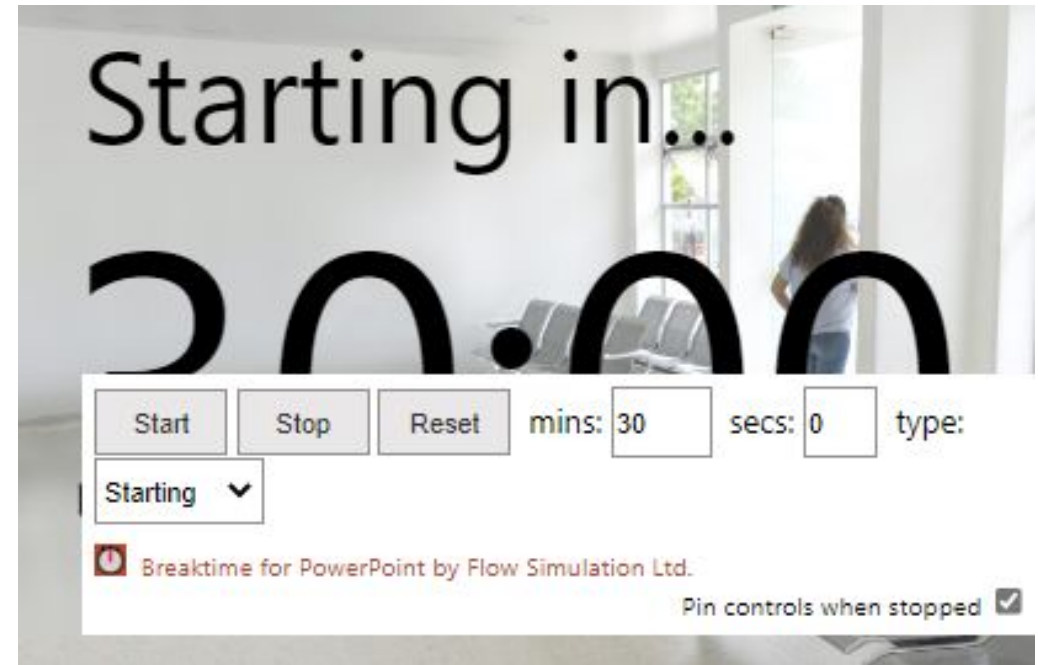 Starting in...
30:00
Start Stop Reset mins: 30 secs: 0 type:
Starting
Breaktime for PowerPoint by Flow Simulation Ltd.
Pin controls when stopped